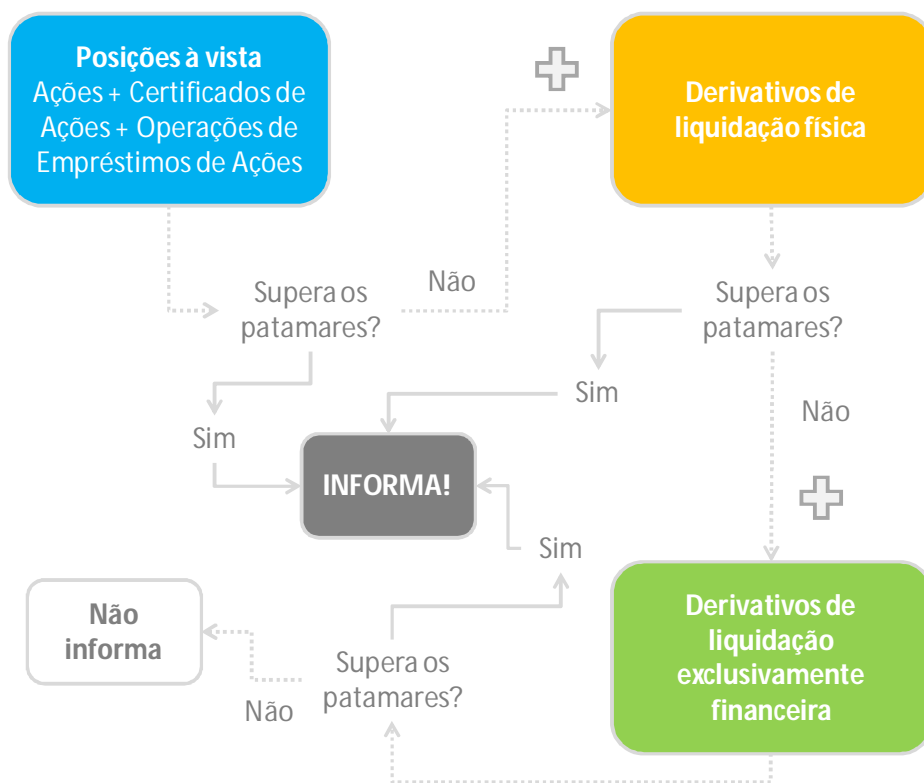 Posições à vista
Ações + Certificados de
Ações + Operações de
Empréstimos de Ações
Derivativos de
liquidação física
Supera os
patamares?
Não
Supera os
patamares?
Sim
Sim
Não
INFORMA!
Sim
Não
informa
Supera os
patamares?
Não
Derivativos de
liquidação
exclusivamente
financeira